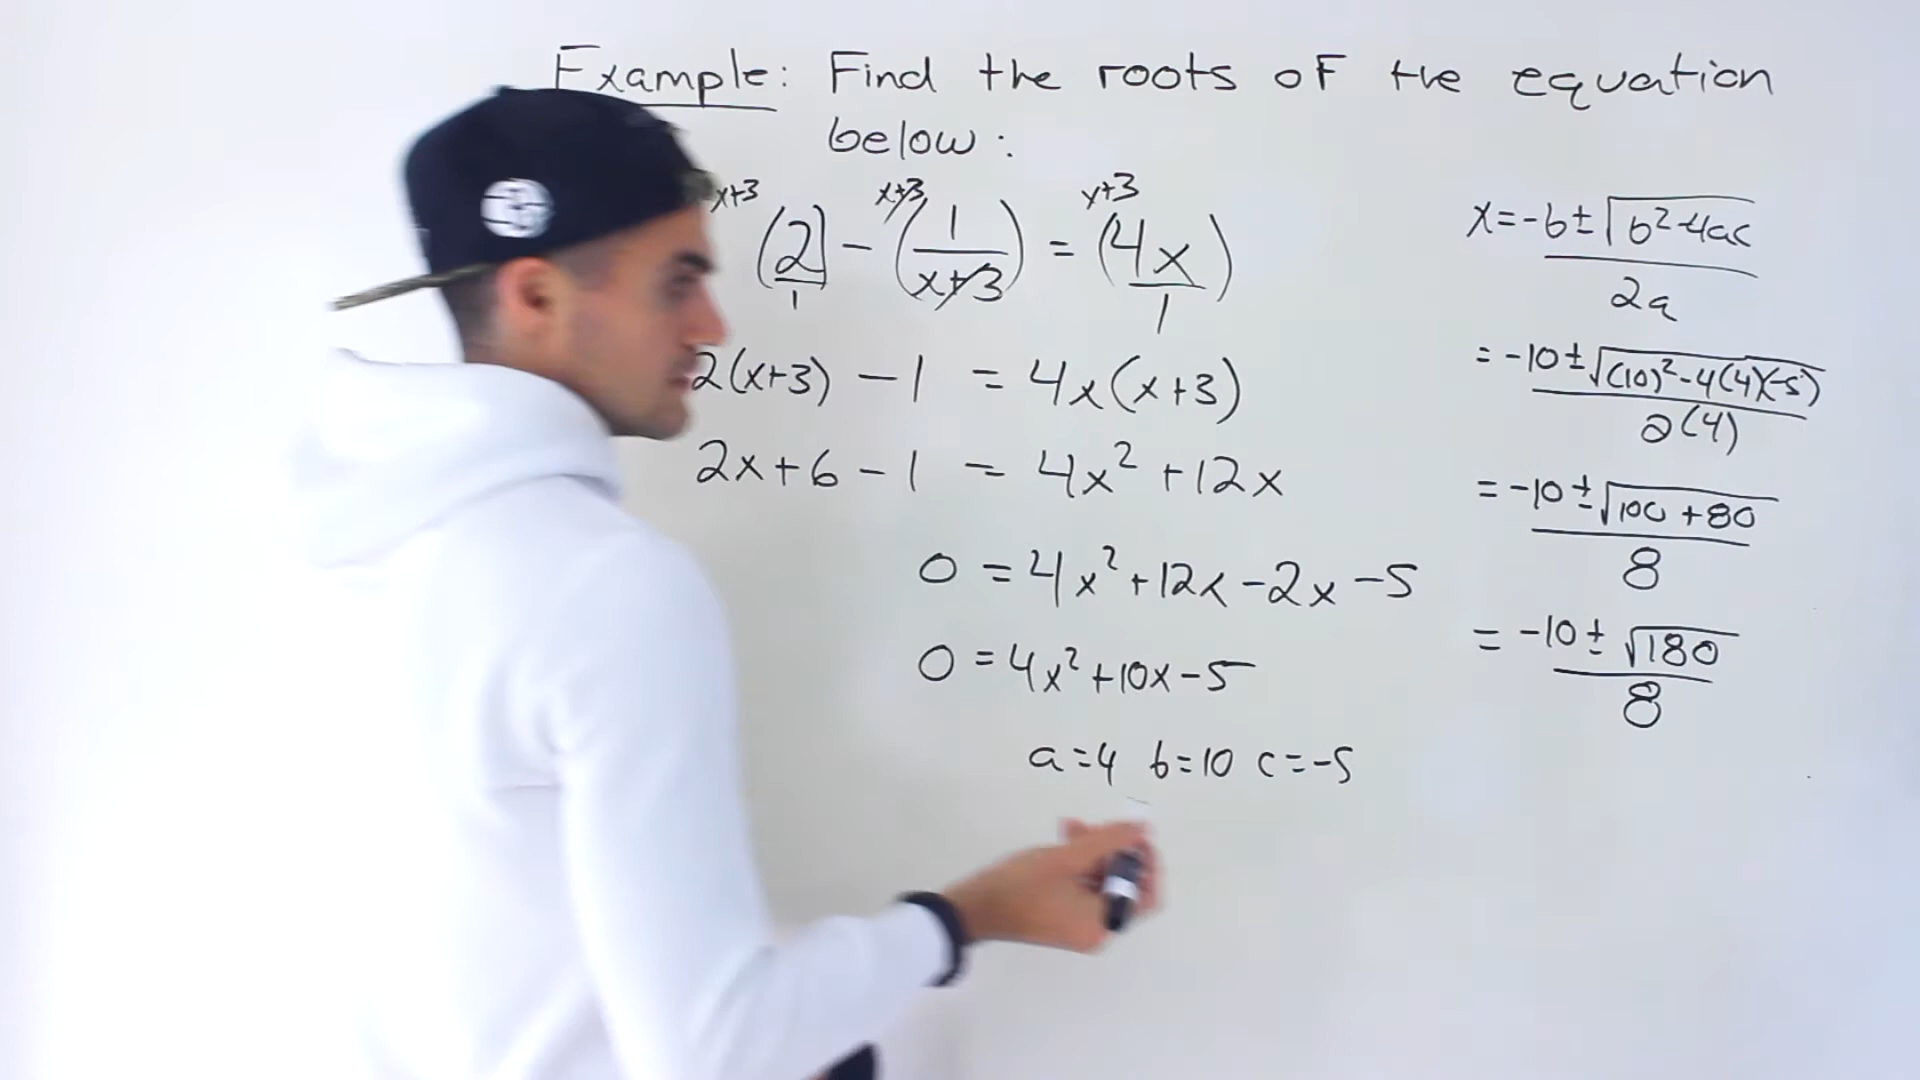 Example: Find the roots of the equation
below:
x+3 (2/1) - x+3 (1/x+3) = x+3 (4x/1)
2(x+3) - 1 = 4x(x+3)
2x+6-1 = 4x² +12x
0 = 4x²+12x-2x-5
0 = 4x²+10x-5
a=4 b=10 c=-5
x = -b ± √b²-4ac / 2a
= -10 ± √(10)²-4(4)(-5) / 2(4)
= -10 ± √100+80 / 8
= -10 ± √180 / 8